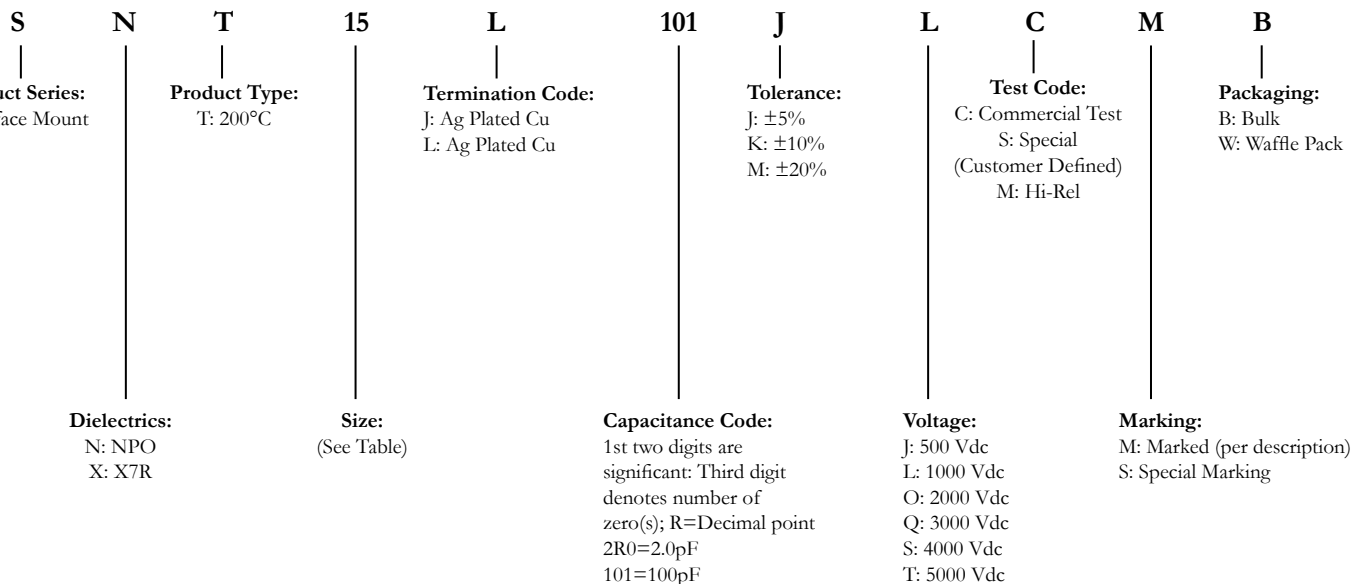 S N T 15 L 101 J L C M B
uct Series:
face Mount
Product Type:
T: 200°C
Termination Code:
J: Ag Plated Cu
L: Ag Plated Cu
Tolerance:
J: ±5%
K: ±10%
M: ±20%
Test Code:
C: Commercial Test
S: Special
(Customer Defined)
M: Hi-Rel
Packaging:
B: Bulk
W: Waffle Pack
Dielectrics:
N: NPO
X: X7R
Size:
(See Table)
Capacitance Code:
1st two digits are
significant: Third digit
denotes number of
zero(s); R=Decimal point
2R0=2.0pF
101=100pF
Voltage:
J: 500 Vdc
L: 1000 Vdc
O: 2000 Vdc
Q: 3000 Vdc
S: 4000 Vdc
T: 5000 Vdc
Marking:
M: Marked (per description)
S: Special Marking